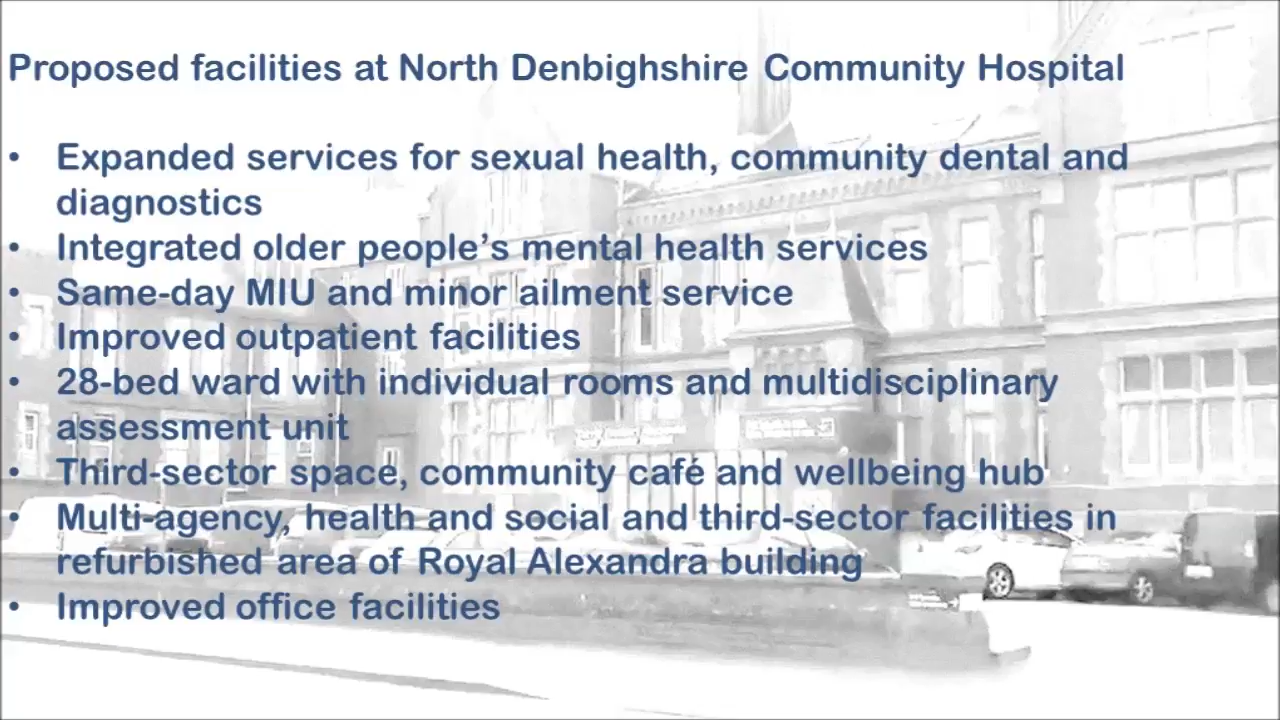 Proposed facilities at North Denbighshire Community Hospital
• Expanded services for sexual health, community dental and
diagnostics
• Integrated older people’s mental health services
• Same-day MIU and minor ailment service
• Improved outpatient facilities
• 28-bed ward with individual rooms and multidisciplinary
assessment unit
• Third-sector space, community café and wellbeing hub
• Multi-agency, health and social and third-sector facilities in
refurbished area of Royal Alexandra building
• Improved office facilities